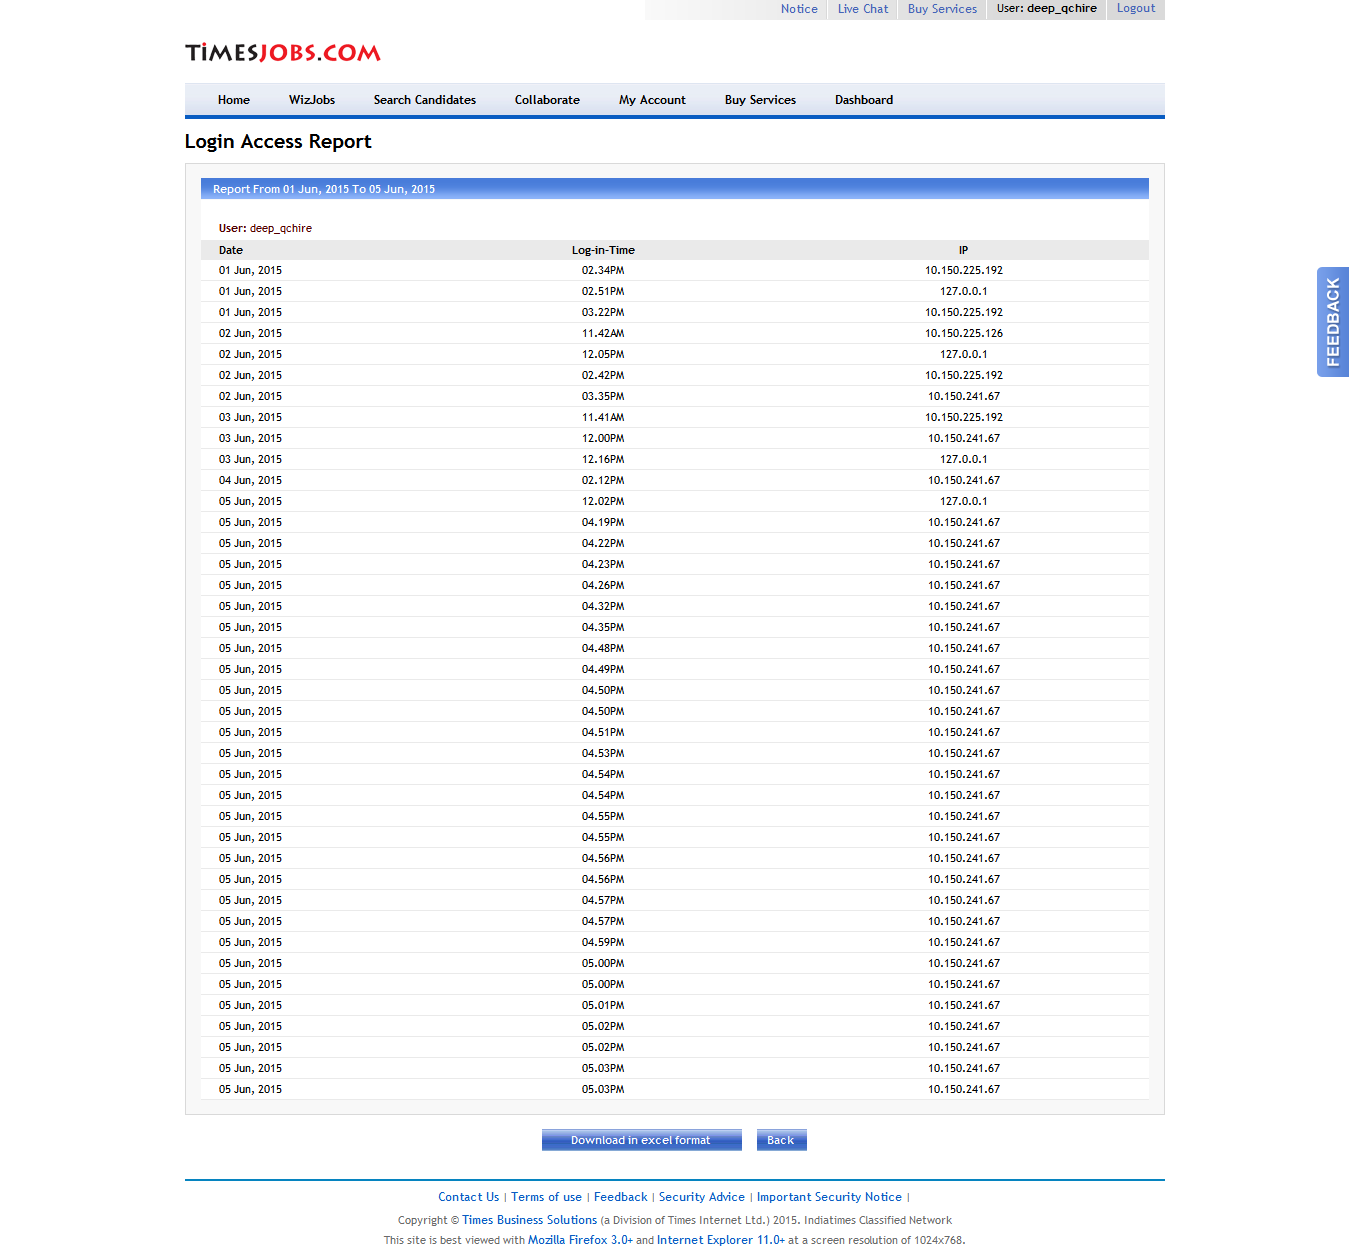 Notice Live Chat Buy Services User: deep_qchire Logout
TiMESJOBS.COM
Home WizJobs Search Candidates Collaborate My Account Buy Services Dashboard
Login Access Report
Report From 01 Jun, 2015 To 05 Jun, 2015
User: deep_qchire
Date Log-in-Time IP
01 Jun, 2015 02.34PM 10.150.225.192
01 Jun, 2015 02.51PM 127.0.0.1
01 Jun, 2015 03.22PM 10.150.225.192
02 Jun, 2015 11.42AM 10.150.225.126
02 Jun, 2015 12.05PM 127.0.0.1
02 Jun, 2015 02.42PM 10.150.225.192
02 Jun, 2015 03.35PM 10.150.241.67
03 Jun, 2015 11.41AM 10.150.225.192
03 Jun, 2015 12.00PM 10.150.241.67
03 Jun, 2015 12.16PM 127.0.0.1
04 Jun, 2015 02.12PM 10.150.241.67
05 Jun, 2015 12.02PM 127.0.0.1
05 Jun, 2015 04.19PM 10.150.241.67
05 Jun, 2015 04.22PM 10.150.241.67
05 Jun, 2015 04.23PM 10.150.241.67
05 Jun, 2015 04.26PM 10.150.241.67
05 Jun, 2015 04.32PM 10.150.241.67
05 Jun, 2015 04.35PM 10.150.241.67
05 Jun, 2015 04.48PM 10.150.241.67
05 Jun, 2015 04.49PM 10.150.241.67
05 Jun, 2015 04.50PM 10.150.241.67
05 Jun, 2015 04.50PM 10.150.241.67
05 Jun, 2015 04.51PM 10.150.241.67
05 Jun, 2015 04.53PM 10.150.241.67
05 Jun, 2015 04.54PM 10.150.241.67
05 Jun, 2015 04.54PM 10.150.241.67
05 Jun, 2015 04.55PM 10.150.241.67
05 Jun, 2015 04.55PM 10.150.241.67
05 Jun, 2015 04.56PM 10.150.241.67
05 Jun, 2015 04.56PM 10.150.241.67
05 Jun, 2015 04.57PM 10.150.241.67
05 Jun, 2015 04.57PM 10.150.241.67
05 Jun, 2015 04.59PM 10.150.241.67
05 Jun, 2015 05.00PM 10.150.241.67
05 Jun, 2015 05.00PM 10.150.241.67
05 Jun, 2015 05.01PM 10.150.241.67
05 Jun, 2015 05.02PM 10.150.241.67
05 Jun, 2015 05.02PM 10.150.241.67
05 Jun, 2015 05.03PM 10.150.241.67
05 Jun, 2015 05.03PM 10.150.241.67
Download in excel format Back
Contact Us | Terms of use | Feedback | Security Advice | Important Security Notice |
Copyright © Times Business Solutions (a Division of Times Internet Ltd.) 2015. Indiatimes Classified Network
This site is best viewed with Mozilla Firefox 3.0+ and Internet Explorer 11.0+ at a screen resolution of 1024x768.
FEEDBACK